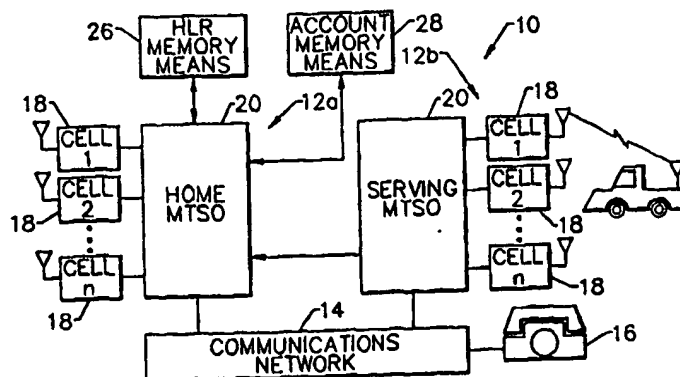 26
HLR
MEMORY
MEANS
ACCOUNT
MEMORY
MEANS
28
10
12a
12b
18
20
20
18
CELL
1
18
CELL
2
18
CELL
n
18
HOME
MTSO
SERVING
MTSO
CELL
1
CELL
2
18
CELL
n
18
14
COMMUNICATIONS
NETWORK
16